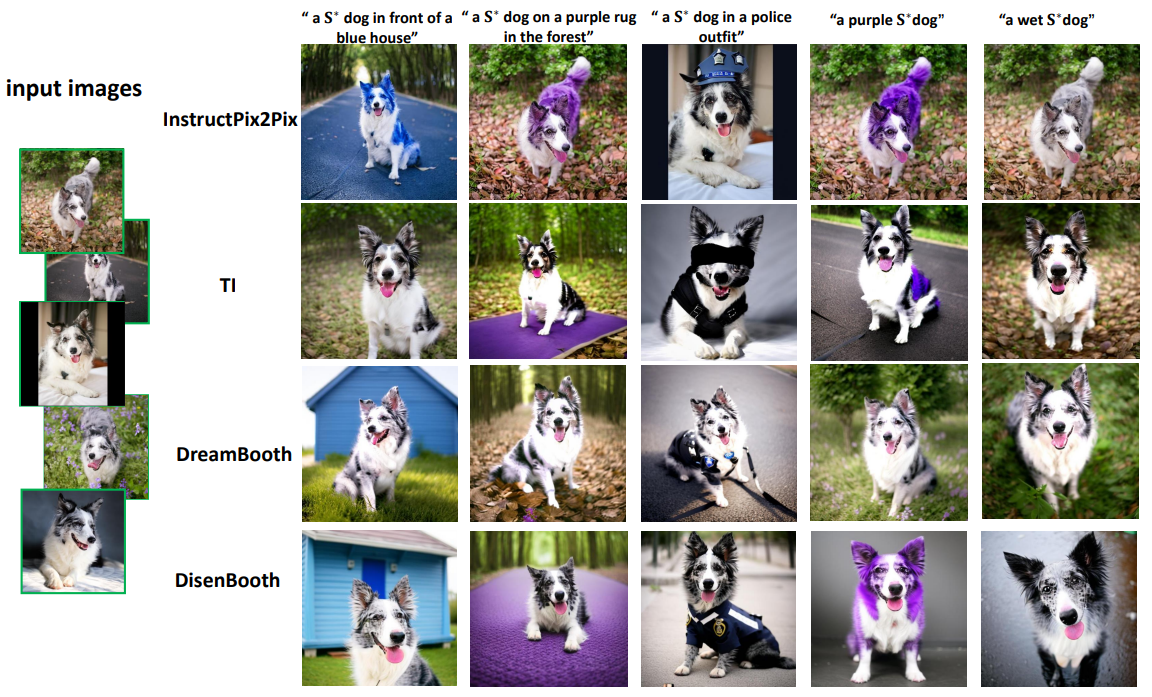 “ a S* dog in front of a
blue house”
“ a S* dog on a purple rug
in the forest”
“ a S* dog in a police
outfit”
“a purple S*dog”
“a wet S*dog”
input images
InstructPix2Pix
TI
DreamBooth
DisenBooth